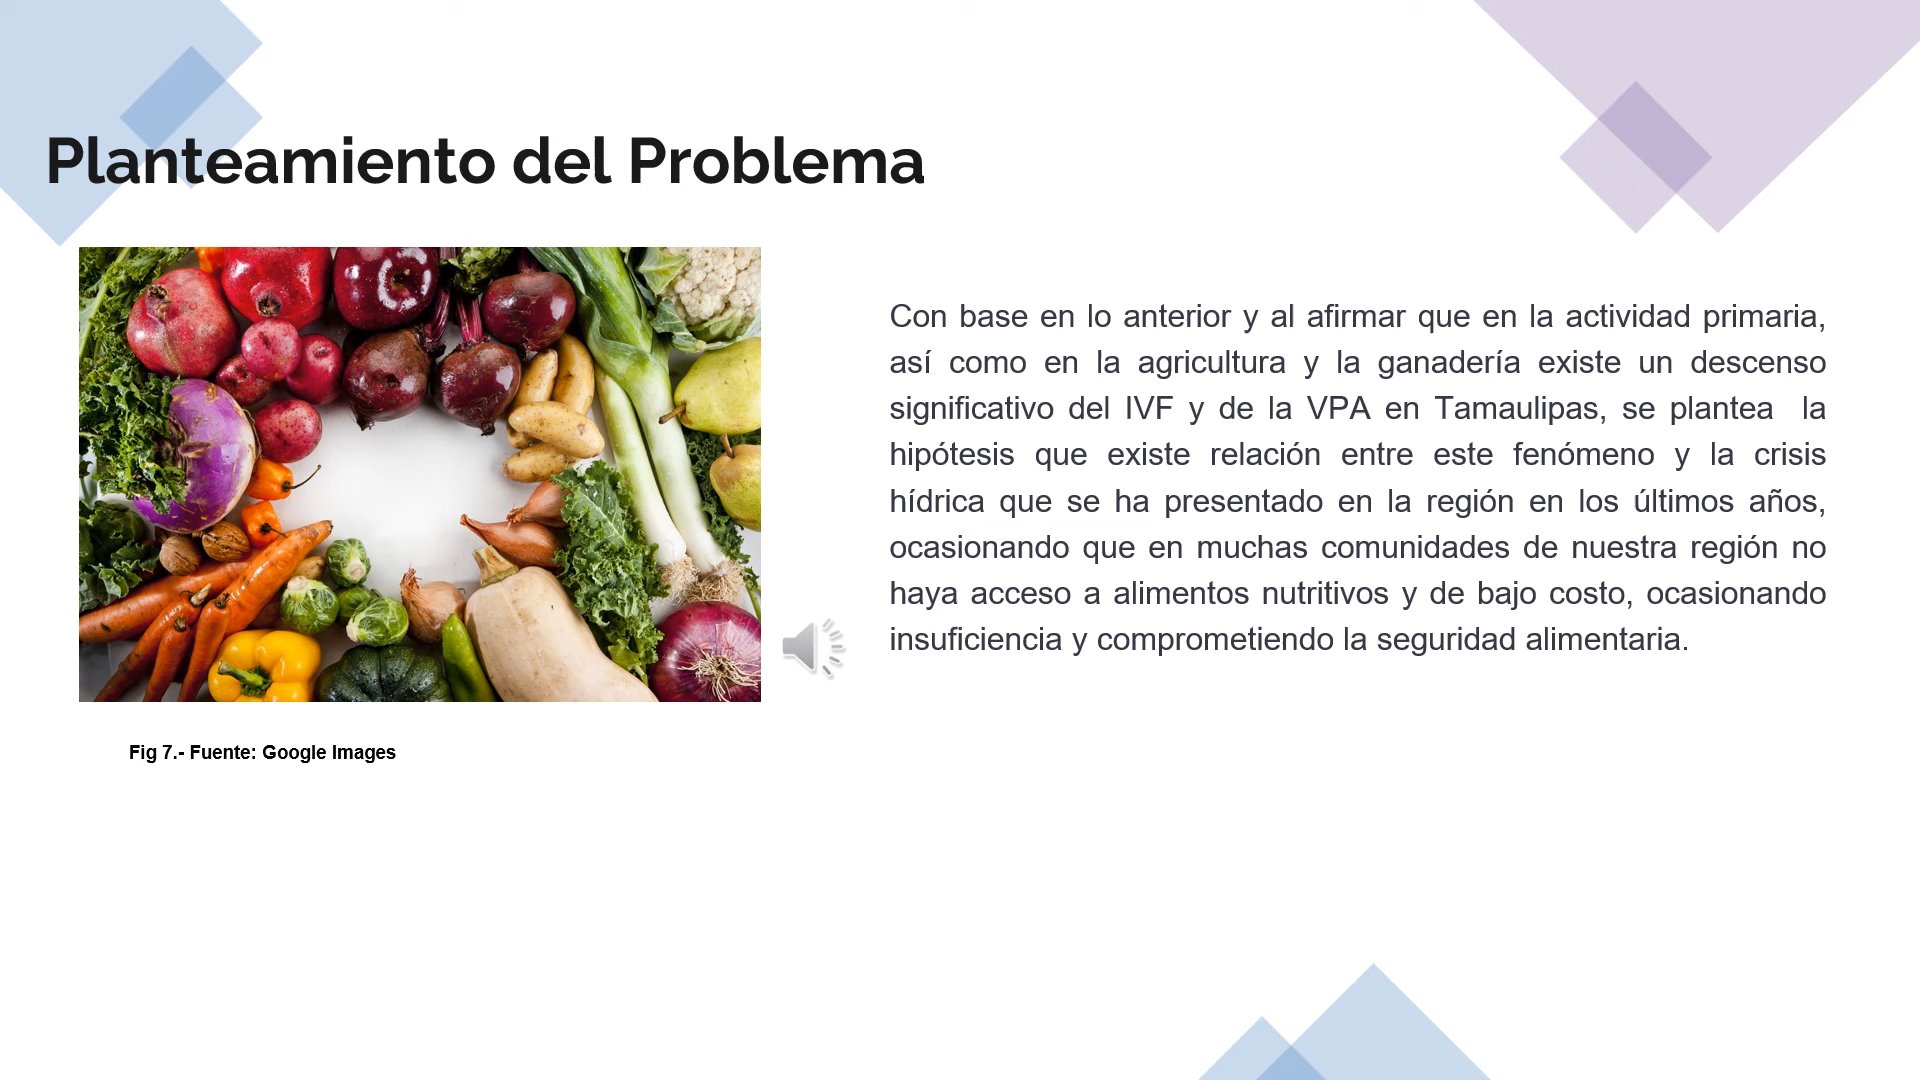 Planteamiento del Problema
Con base en lo anterior y al afirmar que en la actividad primaria,
así como en la agricultura y la ganadería existe un descenso
significativo del IVF y de la VPA en Tamaulipas, se plantea  la
hipótesis que existe relación entre este fenómeno y la crisis
hídrica que se ha presentado en la región en los últimos años,
ocasionando que en muchas comunidades de nuestra región no
haya acceso a alimentos nutritivos y de bajo costo, ocasionando
insuficiencia y comprometiendo la seguridad alimentaria.
Fig 7.- Fuente: Google Images